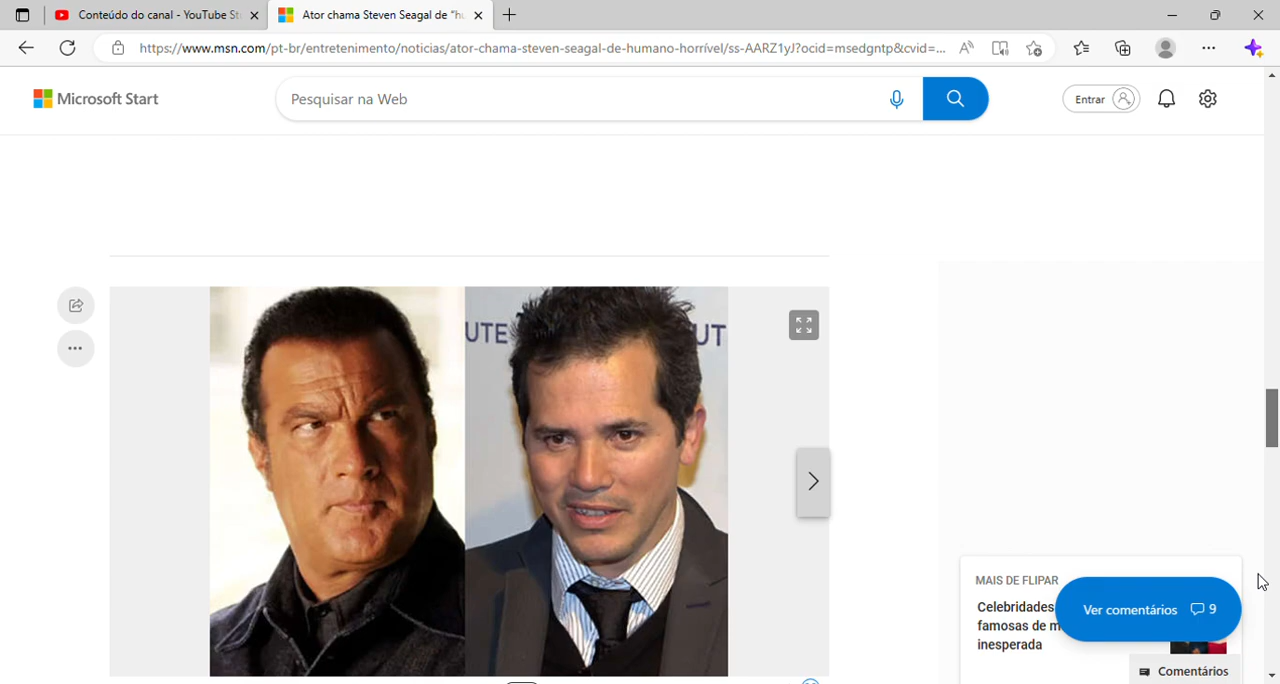 Conteúdo do canal - YouTube St
Ator chama Steven Seagal de "hu
https://www.msn.com/pt-br/entretenimento/noticias/ator-chama-steven-seagal-de-humano-horrível/ss-AARZ1yJ?ocid=msedgntp&cvid=...
Microsoft Start
Pesquisar na Web
Entrar
UTE
UT
MAIS DE FLIPAR
Celebridades
famosas de m
inesperada
Ver comentários 9
Comentários